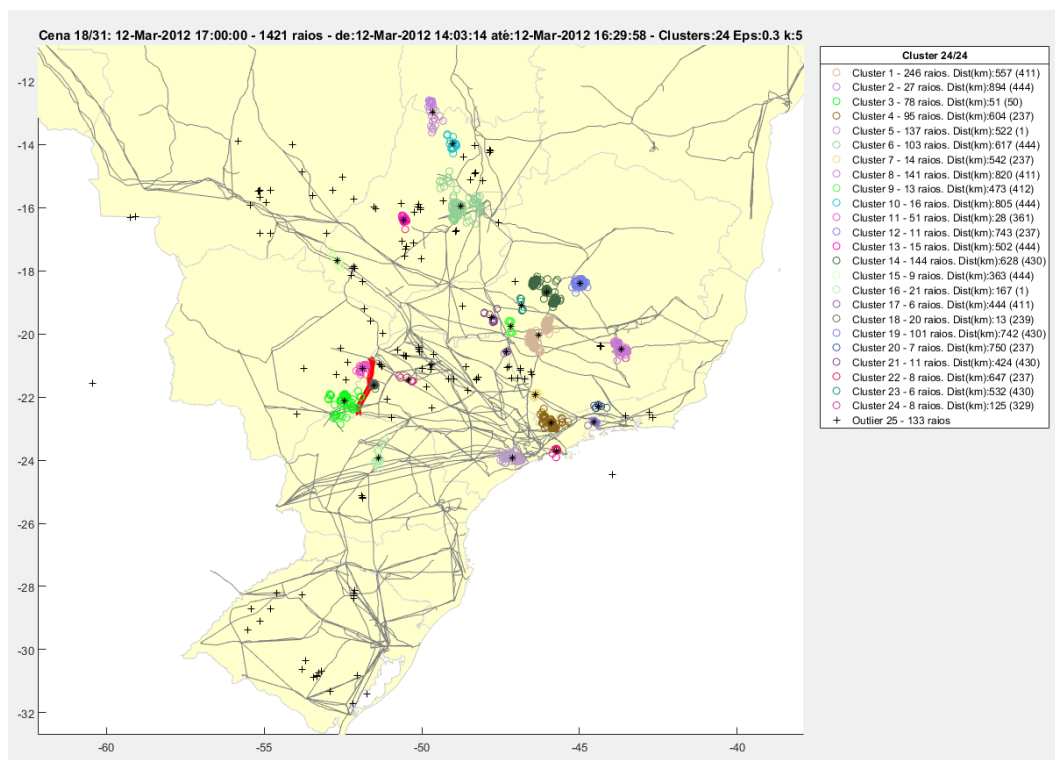 Cena 18/31: 12-Mar-2012 17:00:00 - 1421 raios - de:12-Mar-2012 14:03:14 até:12-Mar-2012 16:29:58 - Clusters:24 Eps:0.3 k:5
Cluster 24/24
Cluster 1 - 246 raios. Dist(km):557 (411)
Cluster 2 - 27 raios. Dist(km):894 (444)
Cluster 3 - 78 raios. Dist(km):51 (50)
Cluster 4 - 95 raios. Dist(km):604 (237)
Cluster 5 - 137 raios. Dist(km):522 (1)
Cluster 6 - 103 raios. Dist(km):617 (444)
Cluster 7 - 14 raios. Dist(km):542 (237)
Cluster 8 - 141 raios. Dist(km):820 (411)
Cluster 9 - 13 raios. Dist(km):473 (412)
Cluster 10 - 16 raios. Dist(km):805 (444)
Cluster 11 - 51 raios. Dist(km):28 (361)
Cluster 12 - 11 raios. Dist(km):743 (237)
Cluster 13 - 15 raios. Dist(km):502 (444)
Cluster 14 - 144 raios. Dist(km):628 (430)
Cluster 15 - 9 raios. Dist(km):363 (444)
Cluster 16 - 21 raios. Dist(km):167 (1)
Cluster 17 - 6 raios. Dist(km):444 (411)
Cluster 18 - 20 raios. Dist(km):13 (239)
Cluster 19 - 101 raios. Dist(km):742 (430)
Cluster 20 - 7 raios. Dist(km):750 (237)
Cluster 21 - 11 raios. Dist(km):424 (430)
Cluster 22 - 8 raios. Dist(km):647 (237)
Cluster 23 - 6 raios. Dist(km):532 (430)
Cluster 24 - 8 raios. Dist(km):125 (329)
Outlier 25 - 133 raios
-12
-14
-16
-18
-20
-22
-24
-26
-28
-30
-32
-60
-55
-50
-45
-40